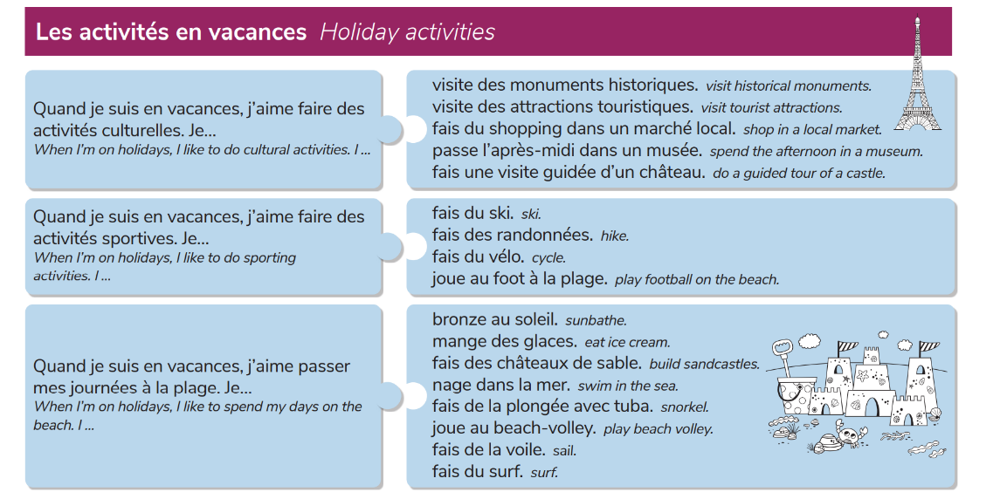 Les activités en vacances Holiday activities
Quand je suis en vacances, j'aime faire des
activités culturelles. Je...
When I'm on holidays, I like to do cultural activities. I ...
visite des monuments historiques. visit historical monuments.
visite des attractions touristiques. visit tourist attractions.
fais du shopping dans un marché local. shop in a local market.
passe l'après-midi dans un musée. spend the afternoon in a museum.
fais une visite guidée d'un château. do a guided tour of a castle.
Quand je suis en vacances, j'aime faire des
activités sportives. Je...
When I'm on holidays, I like to do sporting
activities. I ...
fais du ski. ski.
fais des randonnées. hike.
fais du vélo. cycle.
joue au foot à la plage. play football on the beach.
Quand je suis en vacances, j'aime passer
mes journées à la plage. Je...
When I'm on holidays, I like to spend my days on the
beach. I ...
bronze au soleil. sunbathe.
mange des glaces. eat ice cream.
fais des châteaux de sable. build sandcastles.
nage dans la mer. swim in the sea.
fais de la plongée avec tuba. snorkel.
joue au beach-volley. play beach volley.
fais de la voile. sail.
fais du surf. surf.